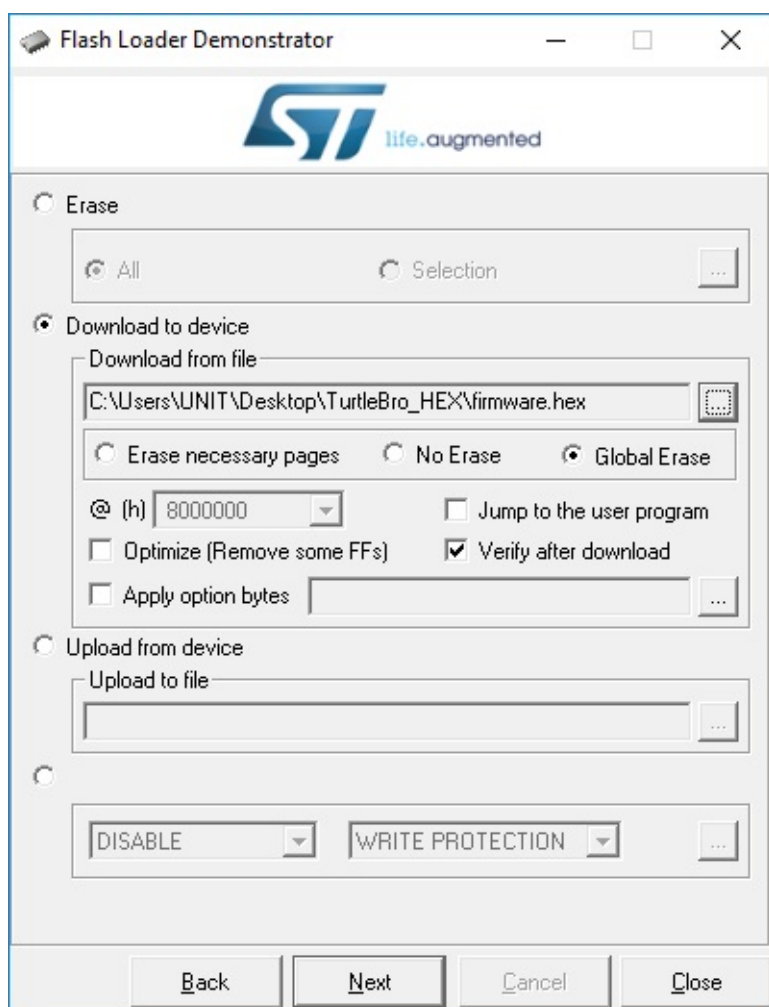 Flash Loader Demonstrator
ST
life.augmented
Erase
All Selection ...
Download to device
Download from file
C:\Users\UNIT\Desktop\TurtleBro_HEX\firmware.hex ...
Erase necessary pages No Erase Global Erase
@ (h) 8000000 Jump to the user program
Optimize (Remove some FFs) Verify after download
Apply option bytes ...
Upload from device
Upload to file
...
DISABLE WRITE PROTECTION ...
Back Next Cancel Close